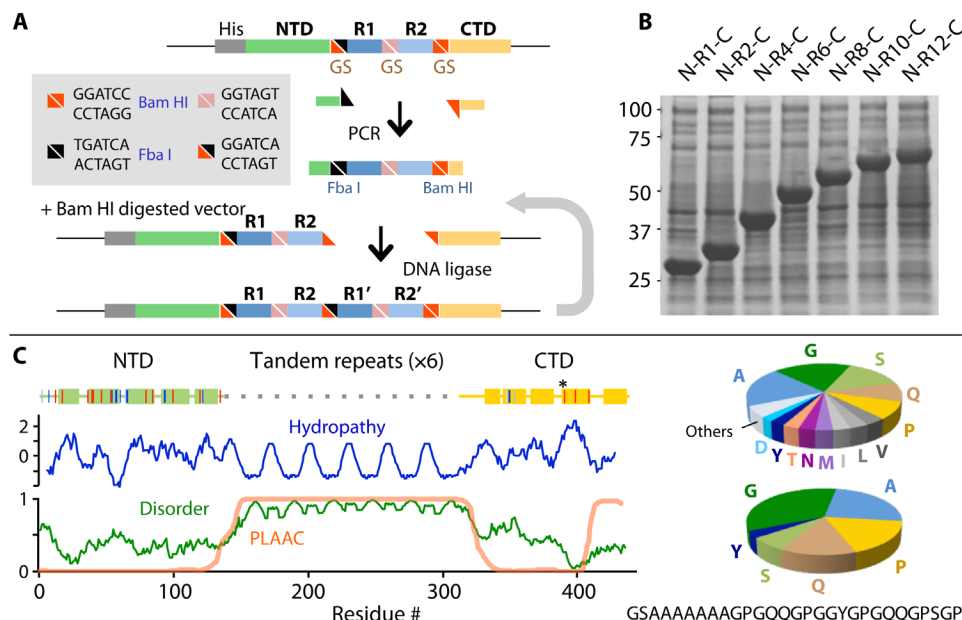 A
His NTD R1 R2 CTD
GS GS GS
GGATCC
CCTAGG
Bam HI
GGTAGT
CCATCA
TGATCA
ACTAGT
Fba I
GGATCA
CCTAGT
PCR
Fba I Bam HI
+ Bam HI digested vector
R1 R2
DNA ligase
R1 R2 R1’ R2’
B
N-R1-C
N-R2-C
N-R4-C
N-R6-C
N-R8-C
N-R10-C
N-R12-C
100
75
50
37
25
C
NTD Tandem repeats (×6) CTD
*
2
0
Hydropathy
1
0
Disorder
PLAAC
0 100 200 300 400
Residue #
G
S
A
Q
P
Others
D Y T N M I L V
G
A
Y
S
Q
P
GSAAAAAAAGPGQQGPGGYGPGQQGPSGP